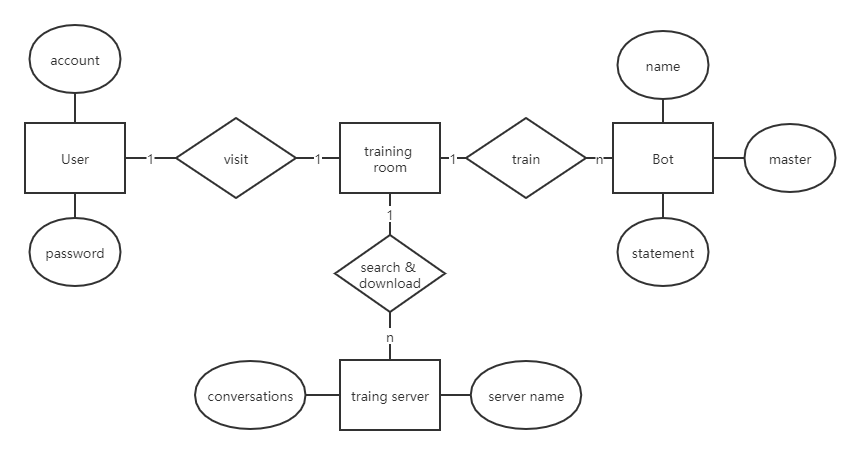 account
name
User
1
visit
1
training
room
1
train
n
Bot
master
password
1
statement
search &
download
n
conversations
traing server
server name